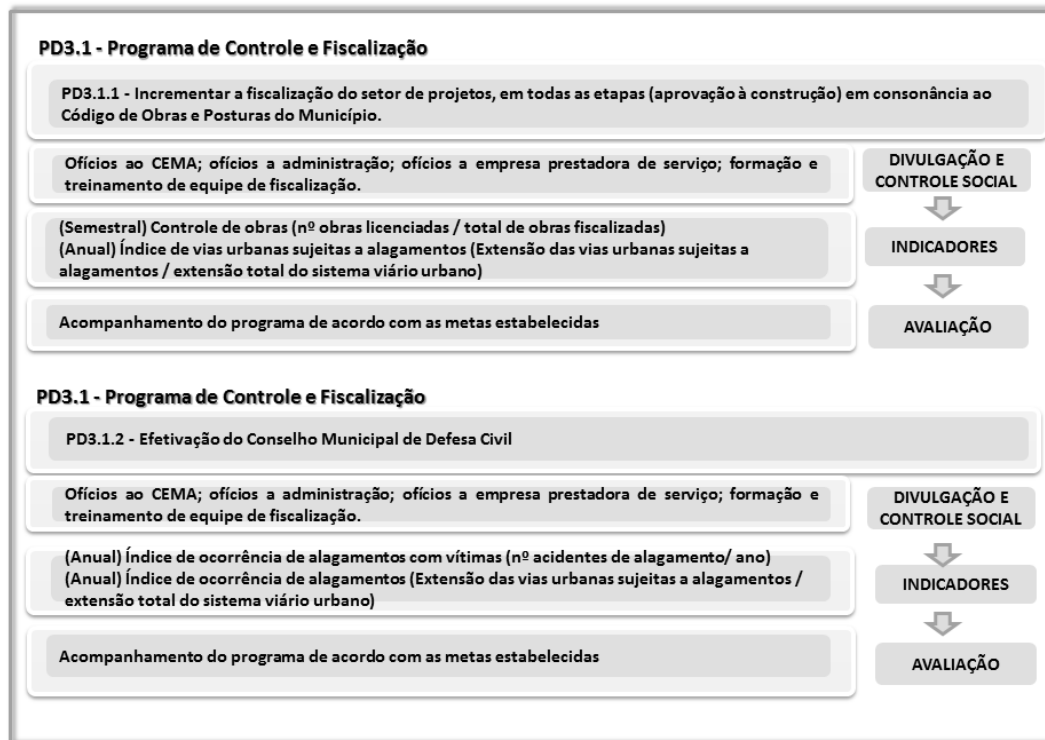 PD3.1 - Programa de Controle e Fiscalização
PD3.1.1 - Incrementar a fiscalização do setor de projetos, em todas as etapas (aprovação à construção) em consonância ao
Código de Obras e Posturas do Município.
Ofícios ao CEMA; ofícios a administração; ofícios a empresa prestadora de serviço; formação e
treinamento de equipe de fiscalização.
DIVULGAÇÃO E
CONTROLE SOCIAL
(Semestral) Controle de obras (nº obras licenciadas / total de obras fiscalizadas)
(Anual) Índice de vias urbanas sujeitas a alagamentos (Extensão das vias urbanas sujeitas a
alagamentos / extensão total do sistema viário urbano)
INDICADORES
Acompanhamento do programa de acordo com as metas estabelecidas
AVALIAÇÃO
PD3.1 - Programa de Controle e Fiscalização
PD3.1.2 - Efetivação do Conselho Municipal de Defesa Civil
Ofícios ao CEMA; ofícios a administração; ofícios a empresa prestadora de serviço; formação e
treinamento de equipe de fiscalização.
DIVULGAÇÃO E
CONTROLE SOCIAL
(Anual) Índice de ocorrência de alagamentos com vítimas (nº acidentes de alagamento/ ano)
(Anual) Índice de ocorrência de alagamentos (Extensão das vias urbanas sujeitas a alagamentos /
extensão total do sistema viário urbano)
INDICADORES
Acompanhamento do programa de acordo com as metas estabelecidas
AVALIAÇÃO